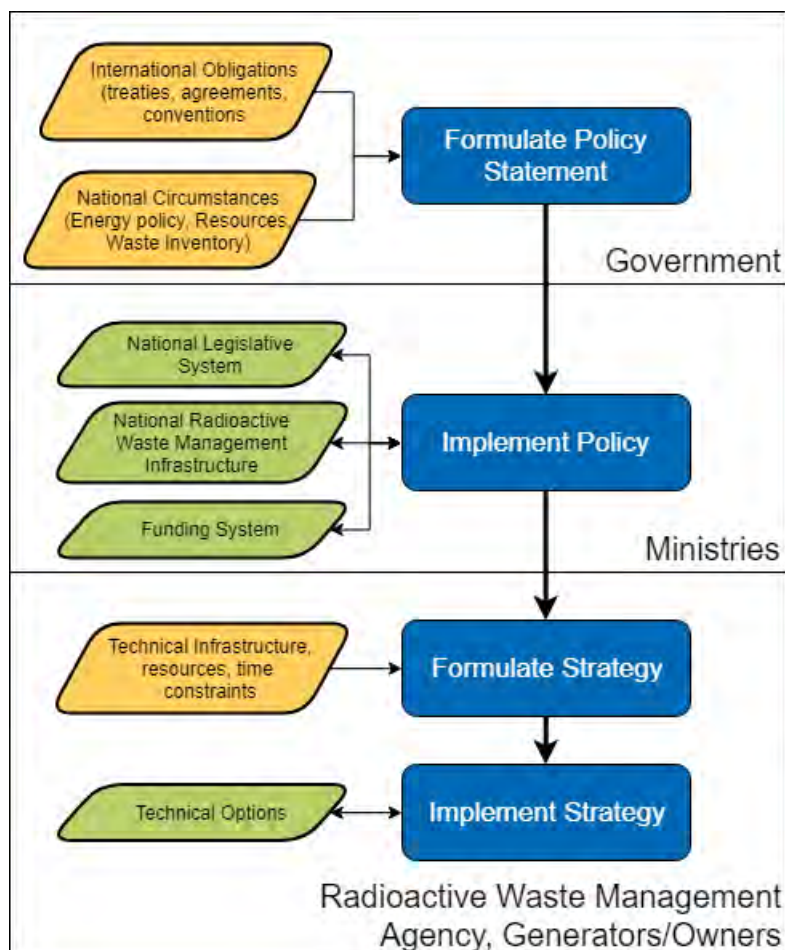 International Obligations
(treaties, agreements,
conventions
Formulate Policy
Statement
National Circumstances
(Energy policy, Resources,
Waste Inventory)
Government
National Legislative
System
National Radioactive
Waste Management
Infrastructure
Implement Policy
Funding System
Ministries
Technical Infrastructure,
resources, time
constraints
Formulate Strategy
Technical Options
Implement Strategy
Radioactive Waste Management
Agency, Generators/Owners